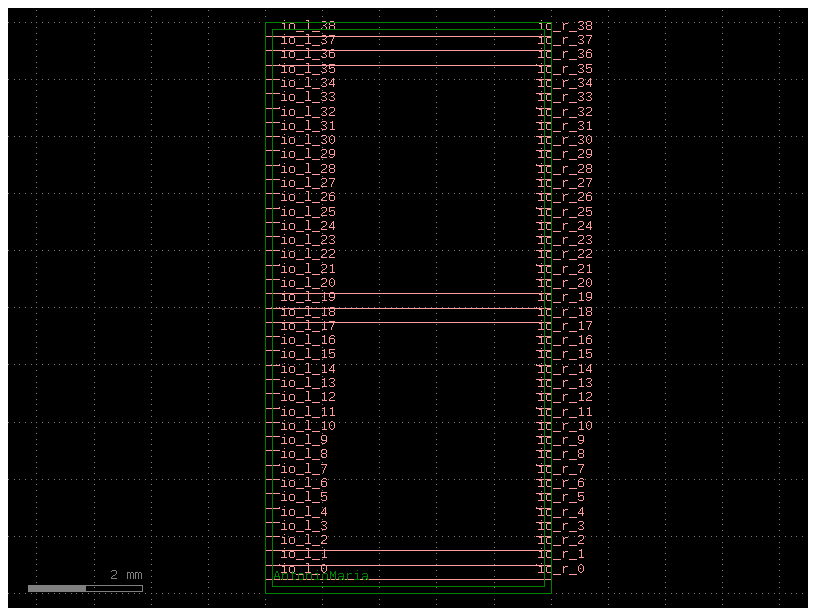 io_l_38 io_r_38
io_l_37 io_r_37
io_l_36 io_r_36
io_l_35 io_r_35
io_l_34 io_r_34
io_l_33 io_r_33
io_l_32 io_r_32
io_l_31 io_r_31
io_l_30 io_r_30
io_l_29 io_r_29
io_l_28 io_r_28
io_l_27 io_r_27
io_l_26 io_r_26
io_l_25 io_r_25
io_l_24 io_r_24
io_l_23 io_r_23
io_l_22 io_r_22
io_l_21 io_r_21
io_l_20 io_r_20
io_l_19 io_r_19
io_l_18 io_r_18
io_l_17 io_r_17
io_l_16 io_r_16
io_l_15 io_r_15
io_l_14 io_r_14
io_l_13 io_r_13
io_l_12 io_r_12
io_l_11 io_r_11
io_l_10 io_r_10
io_l_9 io_r_9
io_l_8 io_r_8
io_l_7 io_r_7
io_l_6 io_r_6
io_l_5 io_r_5
io_l_4 io_r_4
io_l_3 io_r_3
io_l_2 io_r_2
io_l_1 io_r_1
io_l_0 io_r_0
2 mm